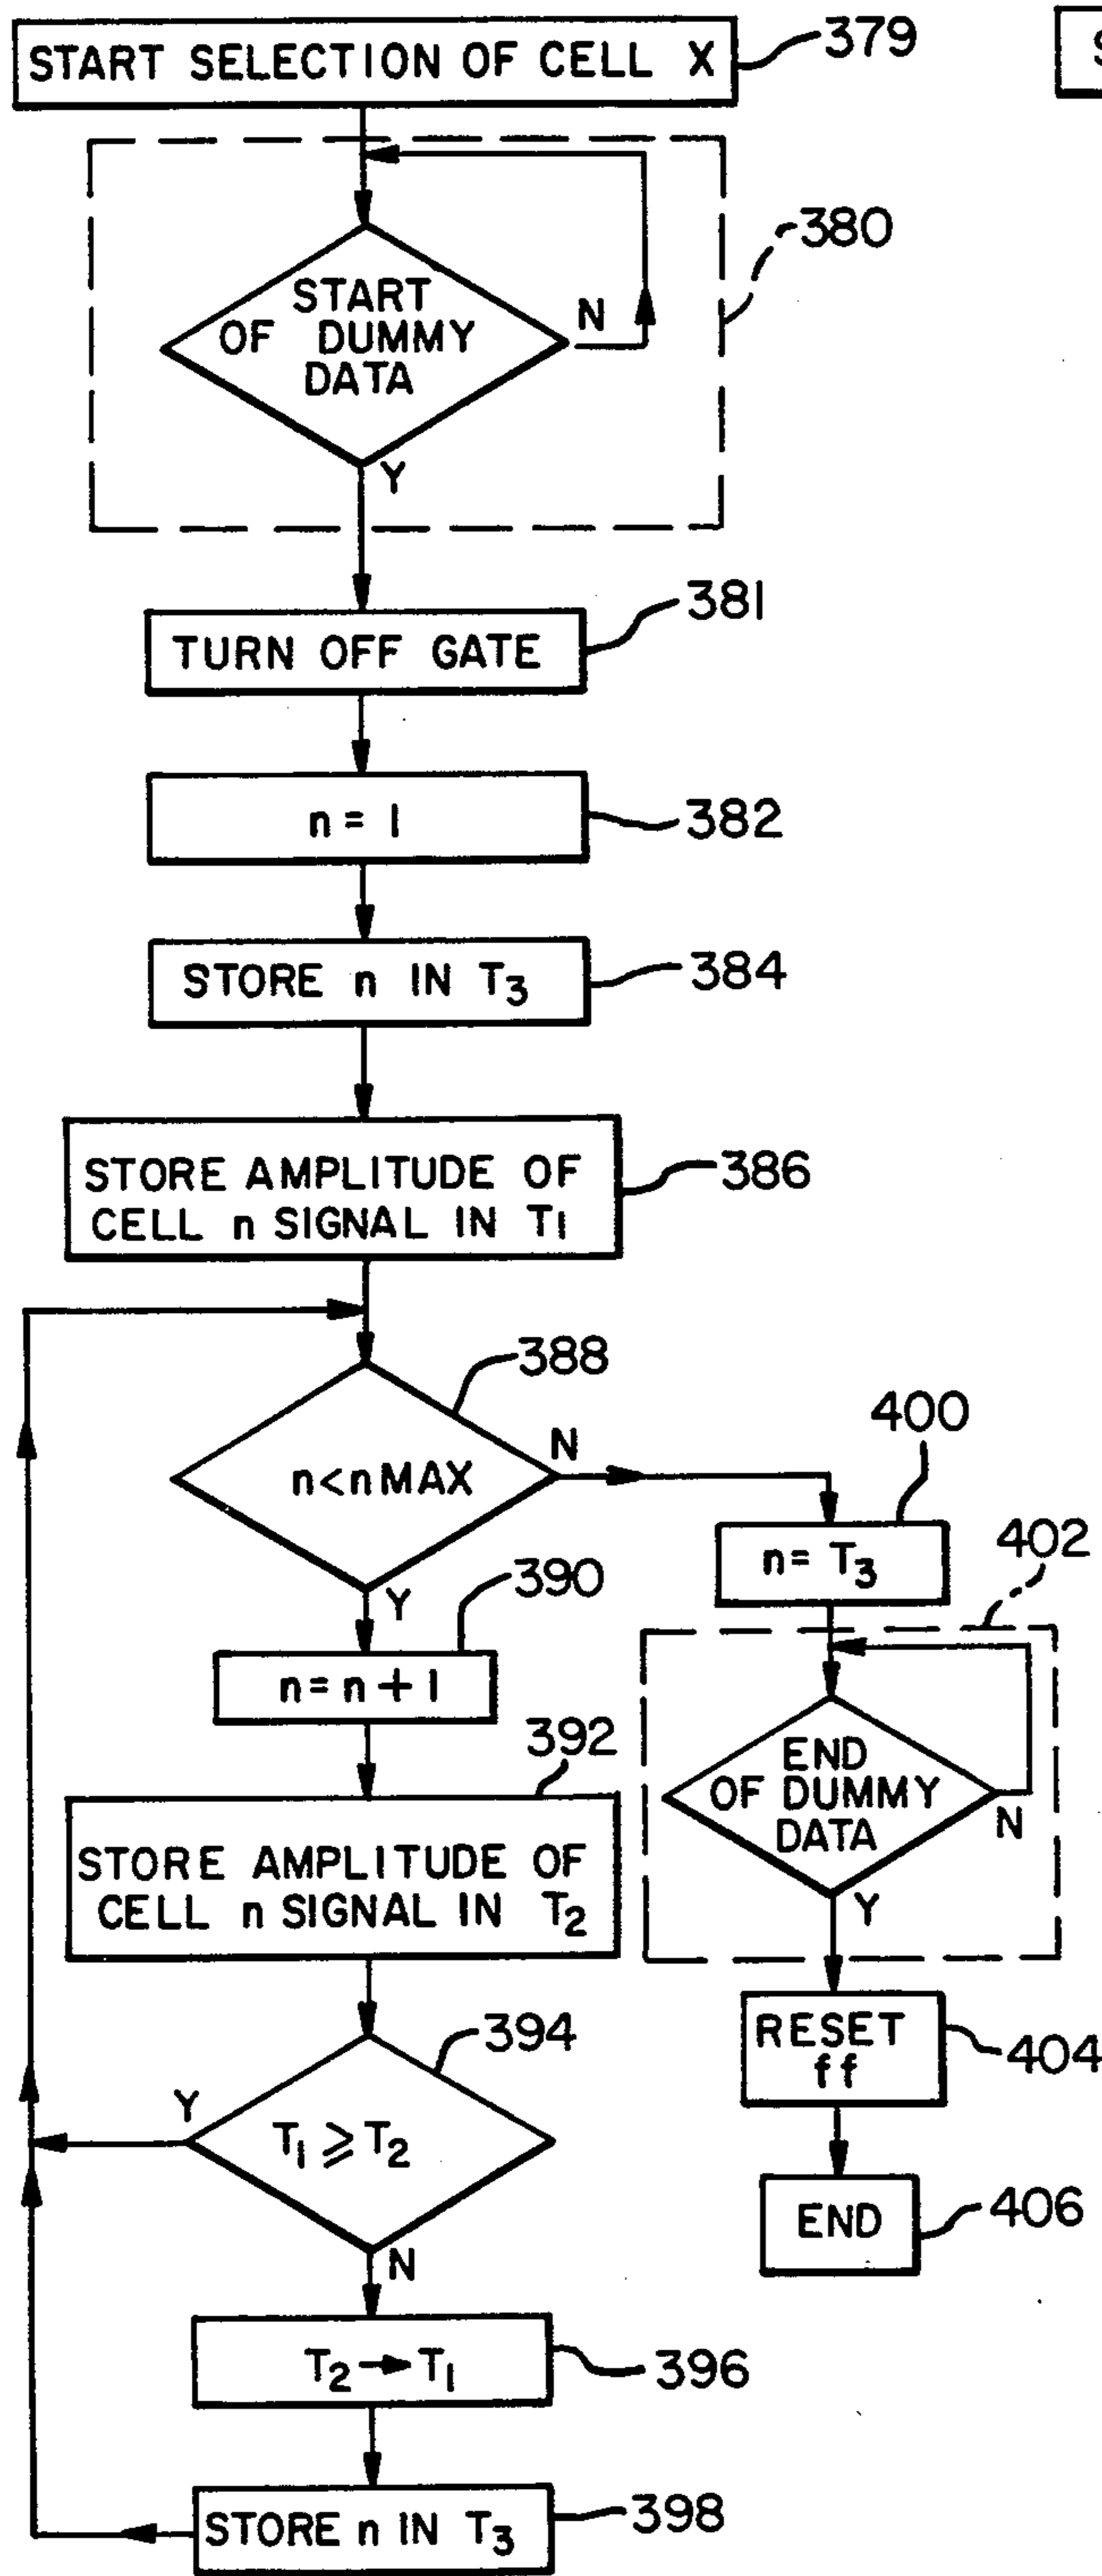 START SELECTION OF CELL X
379
S
380
START
OF DUMMY
DATA
N
Y
381
TURN OFF GATE
n = 1
382
STORE n IN T3
384
STORE AMPLITUDE OF
CELL n SIGNAL IN T1
386
388
n<nMAX
N
Y
400
n= T3
402
390
n= n + 1
392
STORE AMPLITUDE OF
CELL n SIGNAL IN T2
END
OF DUMMY
DATA
N
Y
394
Y
T1 ⩾ T2
N
RESET
ff
404
END
406
T2 → T1
396
STORE n IN T3
398